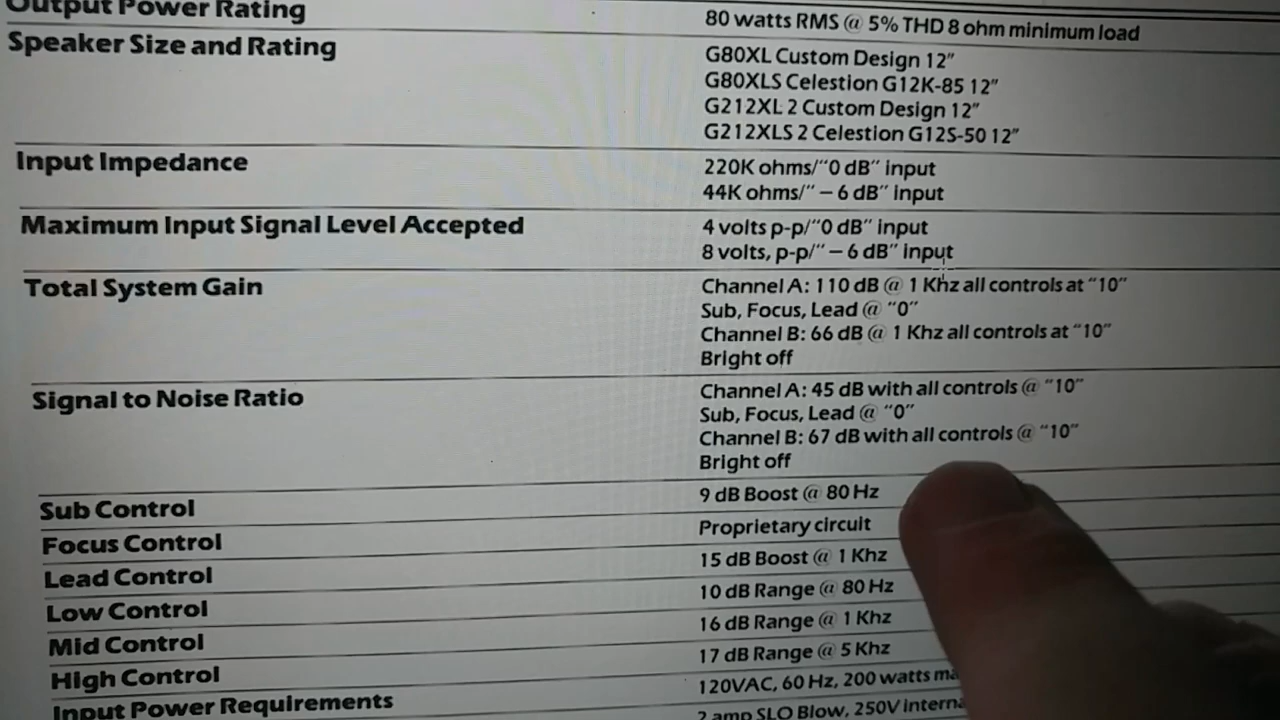 Output Power Rating 80 watts RMS @ 5% THD 8 ohm minimum load
Speaker Size and Rating G80XL Custom Design 12"
G80XLS Celestion G12K-85 12"
G212XL 2 Custom Design 12"
G212XLS 2 Celestion G12S-50 12"
Input Impedance 220K ohms/"0 dB" input
44K ohms/" – 6 dB" input
Maximum Input Signal Level Accepted 4 volts p-p/"0 dB" input
8 volts, p-p/" – 6 dB" input
Total System Gain Channel A: 110 dB @ 1 Khz all controls at "10"
Sub, Focus, Lead @ "0"
Channel B: 66 dB @ 1 Khz all controls at "10"
Bright off
Signal to Noise Ratio Channel A: 45 dB with all controls @ "10"
Sub, Focus, Lead @ "0"
Channel B: 67 dB with all controls @ "10"
Bright off
Sub Control 9 dB Boost @ 80 Hz
Focus Control Proprietary circuit
Lead Control 15 dB Boost @ 1 Khz
Low Control 10 dB Range @ 80 Hz
Mid Control 16 dB Range @ 1 Khz
High Control 17 dB Range @ 5 Khz
Input Power Requirements 120VAC, 60 Hz, 200 watts
2 amp SLO Blow, 250V